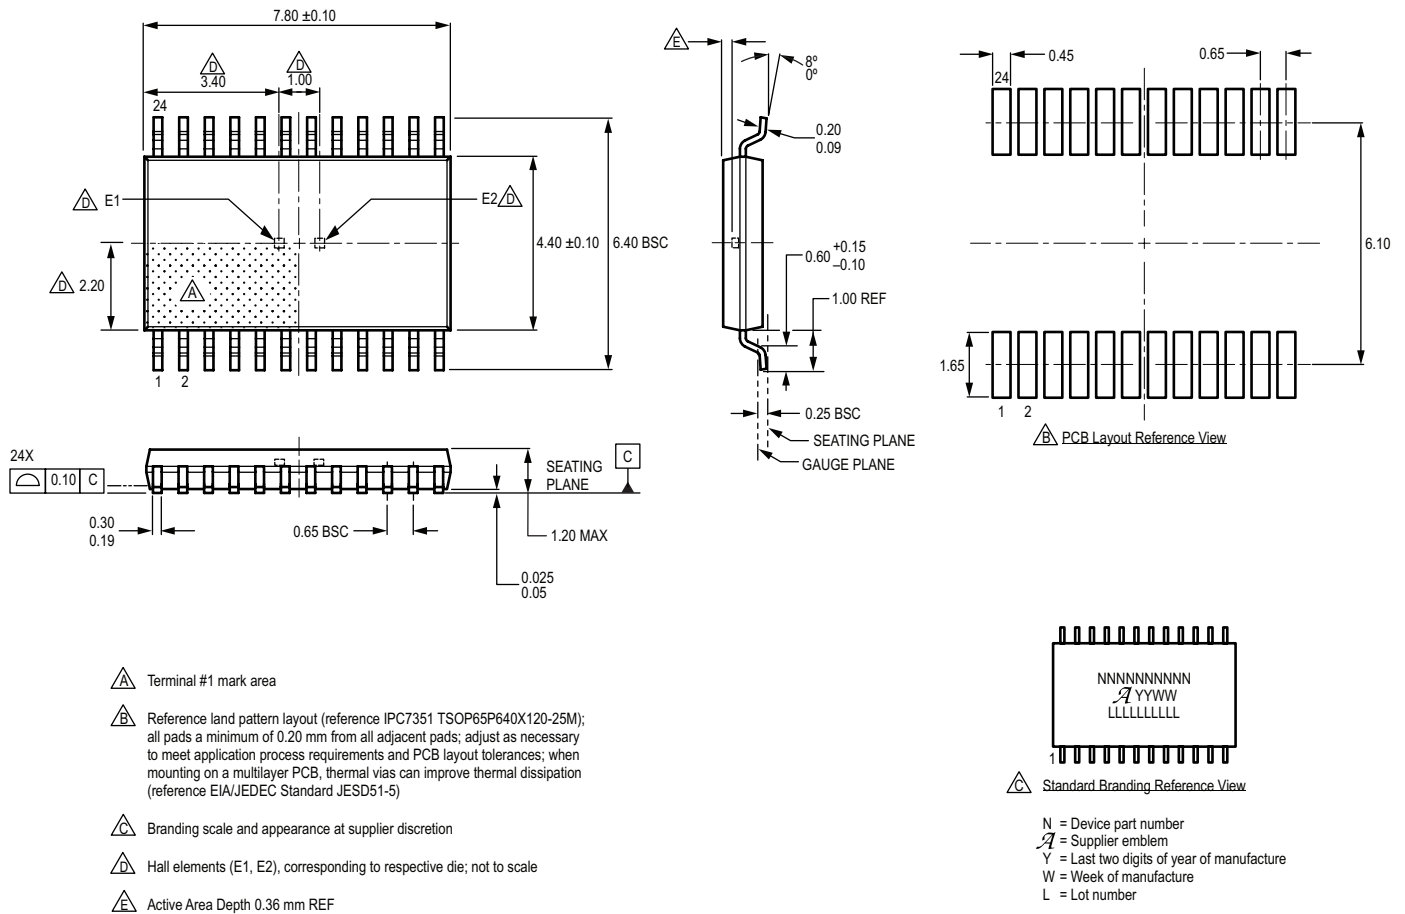 7.80 ±0.10
D
3.40
D
1.00
24
D E1
E2 D
D 2.20
A
4.40 ±0.10
6.40 BSC
1 2
E
8º
0º
0.20
0.09
0.60 +0.15
–0.10
1.00 REF
0.25 BSC
SEATING PLANE
GAUGE PLANE
0.45
0.65
24
6.10
1.65
1 2
B PCB Layout Reference View
24X
0.10 C
SEATING
PLANE
C
0.30
0.19
0.65 BSC
1.20 MAX
0.025
0.05
A Terminal #1 mark area
B Reference land pattern layout (reference IPC7351 TSOP65P640X120-25M);
all pads a minimum of 0.20 mm from all adjacent pads; adjust as necessary
to meet application process requirements and PCB layout tolerances; when
mounting on a multilayer PCB, thermal vias can improve thermal dissipation
(reference EIA/JEDEC Standard JESD51-5)
C Branding scale and appearance at supplier discretion
D Hall elements (E1, E2), corresponding to respective die; not to scale
E Active Area Depth 0.36 mm REF
NNNNNNNNNN
A YYWW
LLLLLLLLLL
1
C Standard Branding Reference View
N = Device part number
A = Supplier emblem
Y = Last two digits of year of manufacture
W = Week of manufacture
L = Lot number